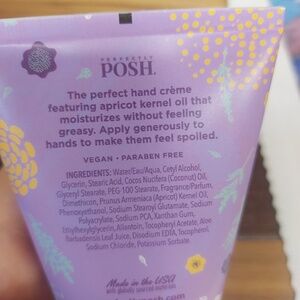 PERFECTLY
POSH.
The perfect hand crème
featuring apricot kernel oil that
moisturizes without feeling
greasy. Apply generously to
hands to make them feel spoiled.
VEGAN • PARABEN FREE
INGREDIENTS: Water/Eau/Aqua, Cetyl Alcohol,
Glycerin, Stearic Acid, Cocos Nucifera (Coconut) Oil,
Glyceryl Stearate, PEG-100 Stearate, Fragrance/Parfum,
Dimethicon, Prunus Armeniaca (Apricot) Kernel Oil,
Phenoxyethanol, Sodium Stearoyl Glutamate, Sodium
Polyacrylate, Sodium PCA, Xanthan Gum,
Ethylhexylglycerin, Allantoin, Tocopheryl Acetate, Aloe
Barbadensis Leaf Juice, Disodium EDTA, Tocopherol,
Sodium Chloride, Potassium Sorbate.
Made in the USA
with globally sourced